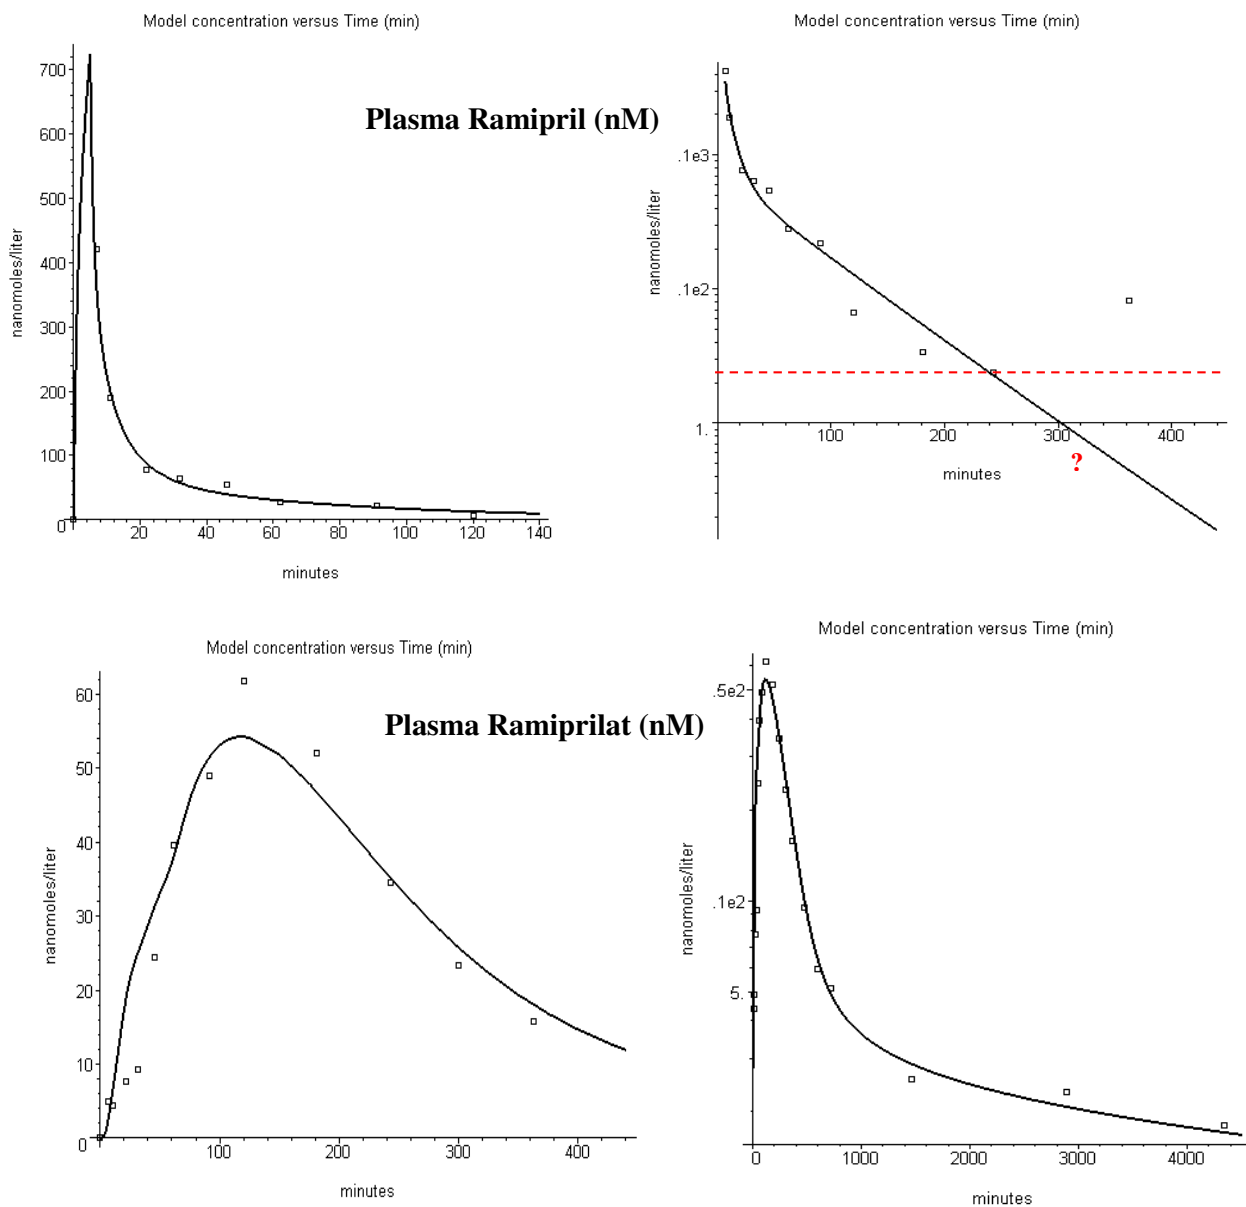 Model concentration versus Time (min)
Model concentration versus Time (min)
Plasma Ramipril (nM)
nanomoles/liter
700
600
500
400
300
200
100
0
20
40
60
80
100
120
140
minutes
nanomoles/liter
.1e3
.1e2
1.
100
200
300
400
minutes
?
Model concentration versus Time (min)
Model concentration versus Time (min)
Plasma Ramiprilat (nM)
nanomoles/liter
60
50
40
30
20
10
0
100
200
300
400
minutes
nanomoles/liter
.5e2
.1e2
5.
0
1000
2000
3000
4000
minutes